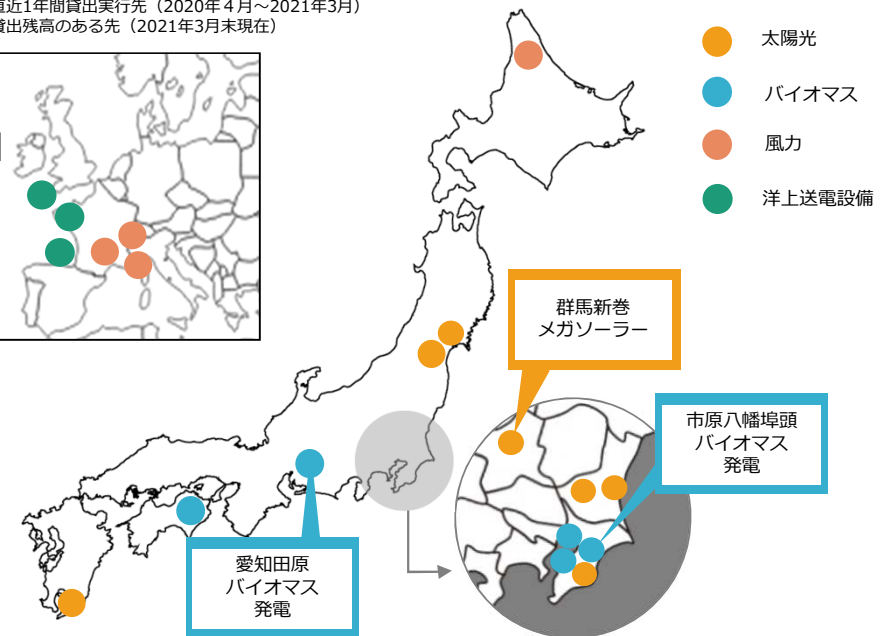 直近1年間貸出実行先（2020年４月～2021年3月）
貸出残高のある先（2021年3月末現在）
太陽光
バイオマス
風力
洋上送電設備
群馬新巻
メガソーラー
市原八幡埠頭
バイオマス
発電
愛知田原
バイオマス
発電